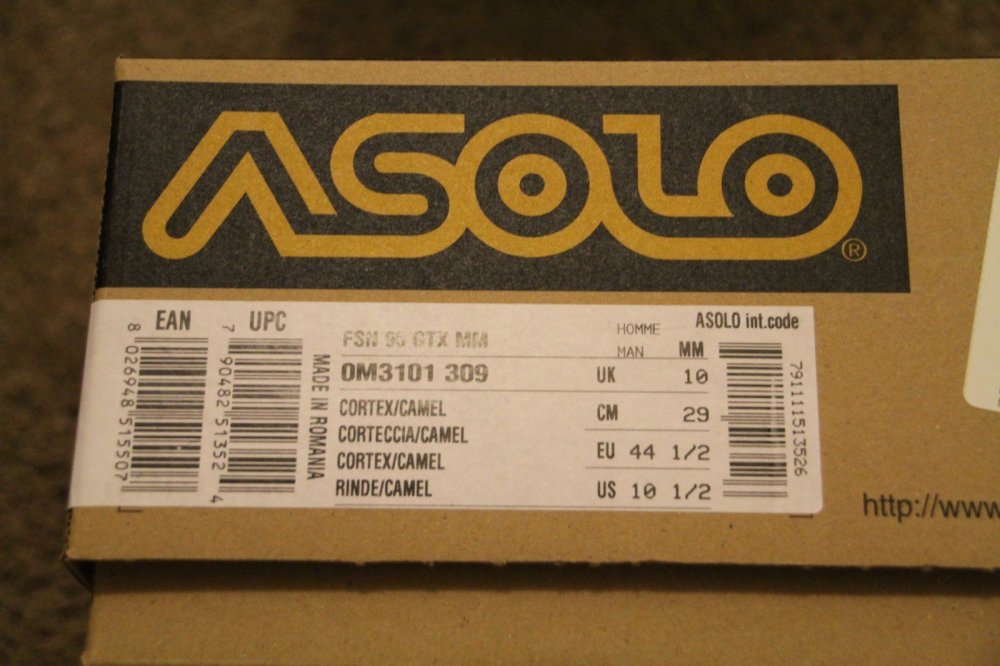 ASOLO
®
EAN
8 026948 515507
UPC
7 90482 51352 4
MADE IN ROMANIA
FSN 95 GTX MM
0M3101 309
CORTEX/CAMEL
CORTECCIA/CAMEL
CORTEX/CAMEL
RINDE/CAMEL
HOMME
MAN MM
UK 10
CM 29
EU 44 1/2
US 10 1/2
ASOLO int.code
791111513526
http://www